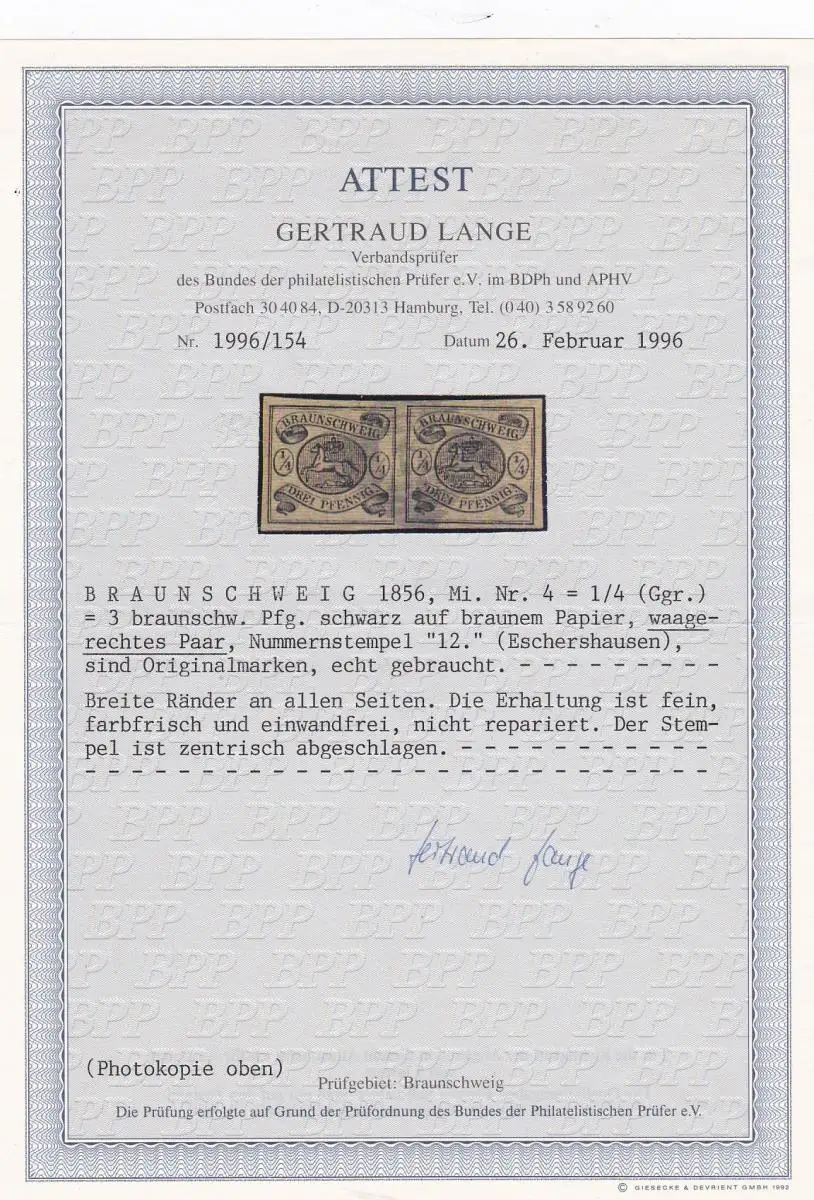 ATTEST
GERTRAUD LANGE
Verbandsprüfer
des Bundes der philatelistischen Prüfer e.V. im BDPh und APHV
Postfach 30 40 84, D-20313 Hamburg, Tel. (0 40) 3 58 92 60
Nr. 1996/154 Datum 26. Februar 1996
BRAUNSCHWEIG BRAUNSCHWEIG
1/4 1/4 1/4 1/4
DREI PFENNIG DREI PFENNIG
B R A U N S C H W E I G 1856, Mi. Nr. 4 = 1/4 (Ggr.)
= 3 braunschw. Pfg. schwarz auf braunem Papier, waage-
rechtes Paar, Nummernstempel "12." (Eschershausen),
sind Originalmarken, echt gebraucht. - - - - - - - - -
Breite Ränder an allen Seiten. Die Erhaltung ist fein,
farbfrisch und einwandfrei, nicht repariert. Der Stem-
pel ist zentrisch abgeschlagen. - - - - - - - - - - -
- - - - - - - - - - - - - - - - - - - - - - - - - - -
Gertraud Lange
(Photokopie oben)
Prüfgebiet: Braunschweig
Die Prüfung erfolgte auf Grund der Prüfordnung des Bundes der Philatelistischen Prüfer e.V.
© GIESECKE & DEVRIENT GMBH 1992